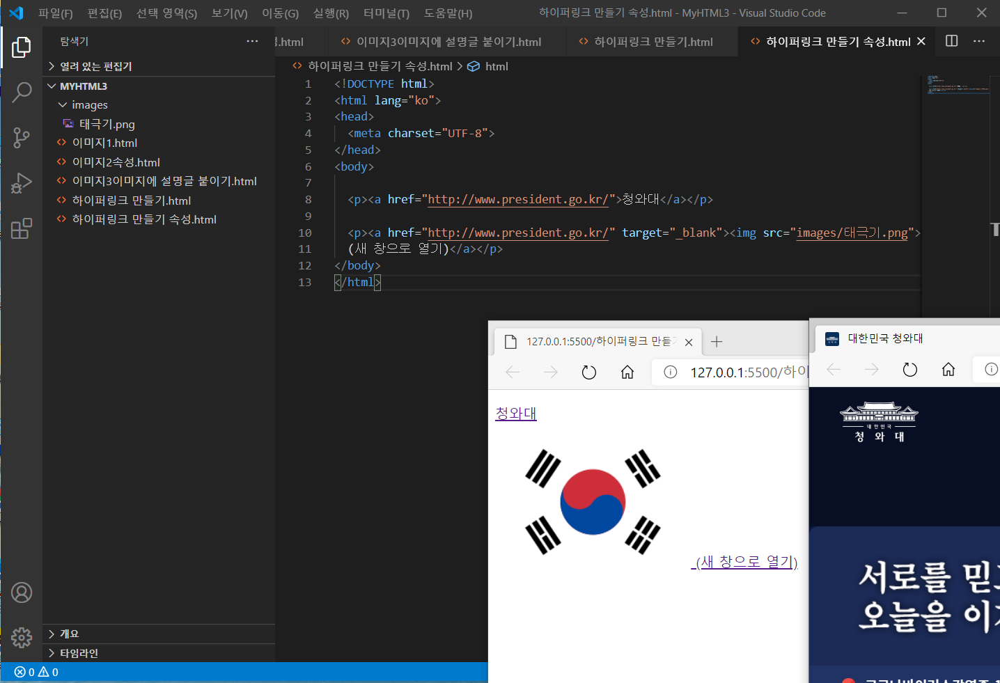 파일(F) 편집(E) 선택 영역(S) 보기(V) 이동(G) 실행(R) 터미널(T) 도움말(H) 하이퍼링크 만들기 속성.html - MyHTML3 - Visual Studio Code
탐색기
.html 이미지3이미지에 설명글 붙이기.html 하이퍼링크 만들기.html 하이퍼링크 만들기 속성.html
열려 있는 편집기
MYHTML3
images
태극기.png
이미지1.html
이미지2속성.html
이미지3이미지에 설명글 붙이기.html
하이퍼링크 만들기.html
하이퍼링크 만들기 속성.html
개요
타임라인
0 0
하이퍼링크 만들기 속성.html > html
1 <!DOCTYPE html>
2 <html lang="ko">
3 <head>
4 <meta charset="UTF-8">
5 </head>
6 <body>
7
8 <p><a href="http://www.president.go.kr/">청와대</a></p>
9
10 <p><a href="http://www.president.go.kr/" target="_blank"><img src="images/태극기.png">
11 (새 창으로 열기)</a></p>
12 </body>
13 </html>
127.0.0.1:5500/하이퍼링크 만들기
127.0.0.1:5500/하이
청와대
(새 창으로 열기)
대한민국 청와대
대한민국
청와대
서로를
오늘을